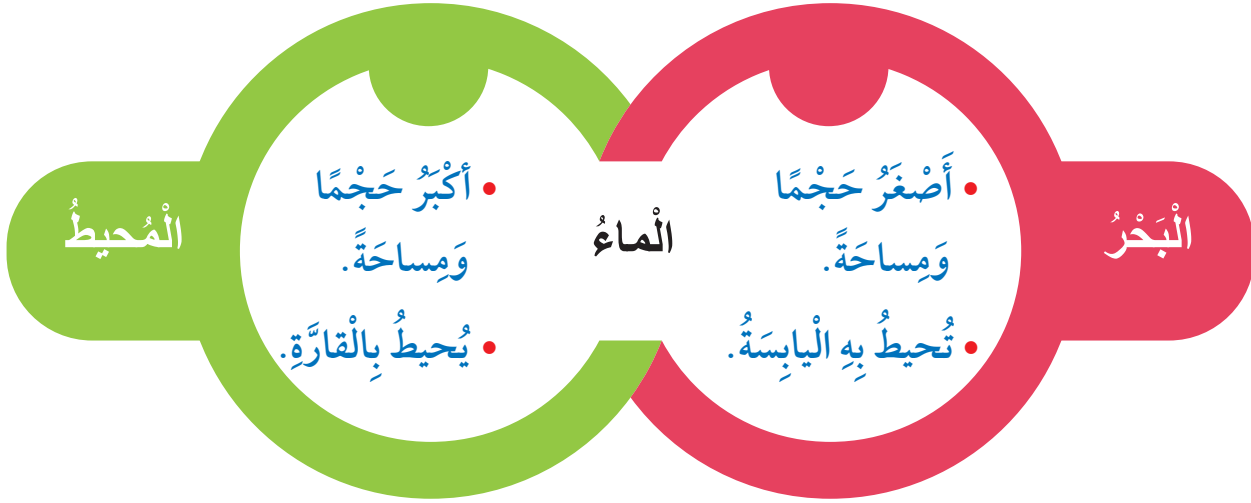 الْبَحْرُ
• أَصْغَرُ حَجْمًا
وَمِساحَةً.
• تُحيطُ بِهِ الْيابِسَةُ.
الْماءُ
• أَكْبَرُ حَجْمًا
وَمِساحَةً.
• يُحيطُ بِالْقارَّةِ.
الْمُحيطُ